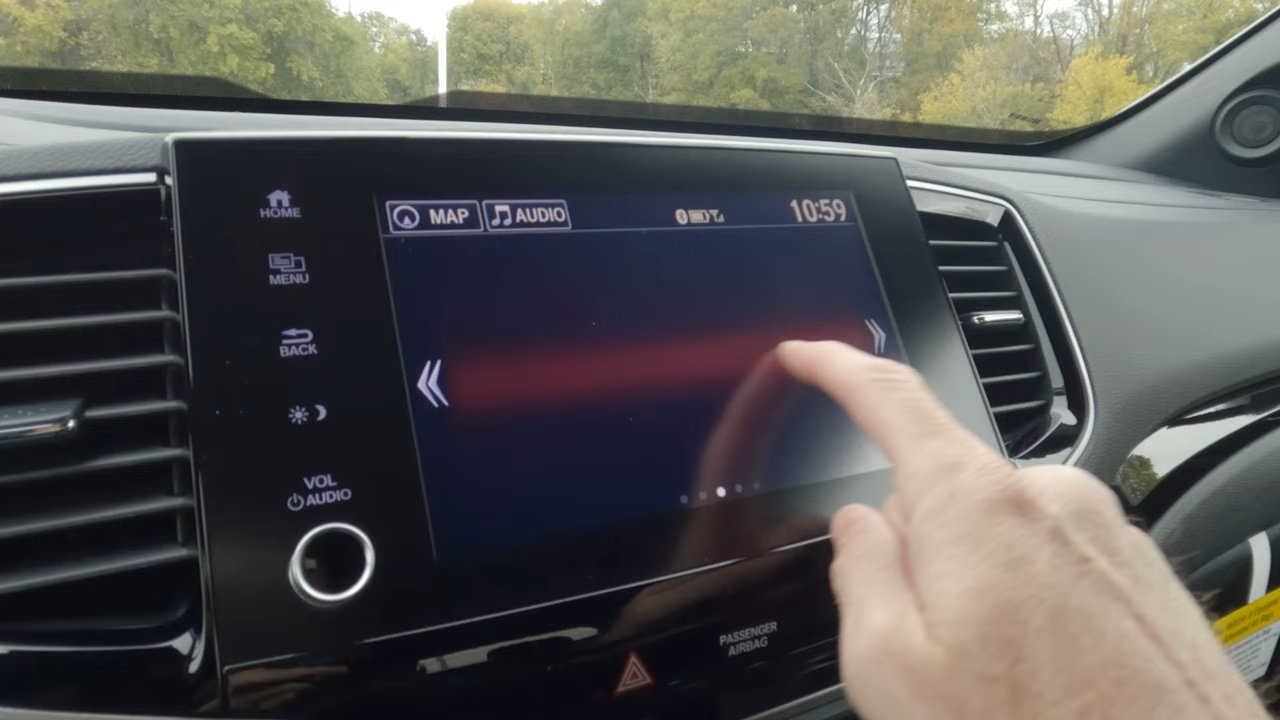 HOME
MENU
BACK
VOL
AUDIO
MAP
AUDIO
10:59
PASSENGER
AIRBAG